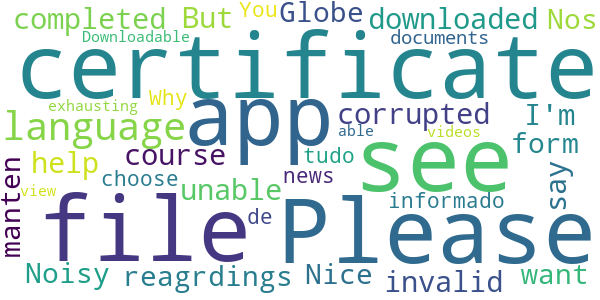 completed But You Globe downloaded Nos
Downloadable documents
certificate
exhausting Why app corrupted I'm
language able videos see form
manten help course tudo say
view choose unable news informado
file de Please
Noisy reagrdings Nice invalid want